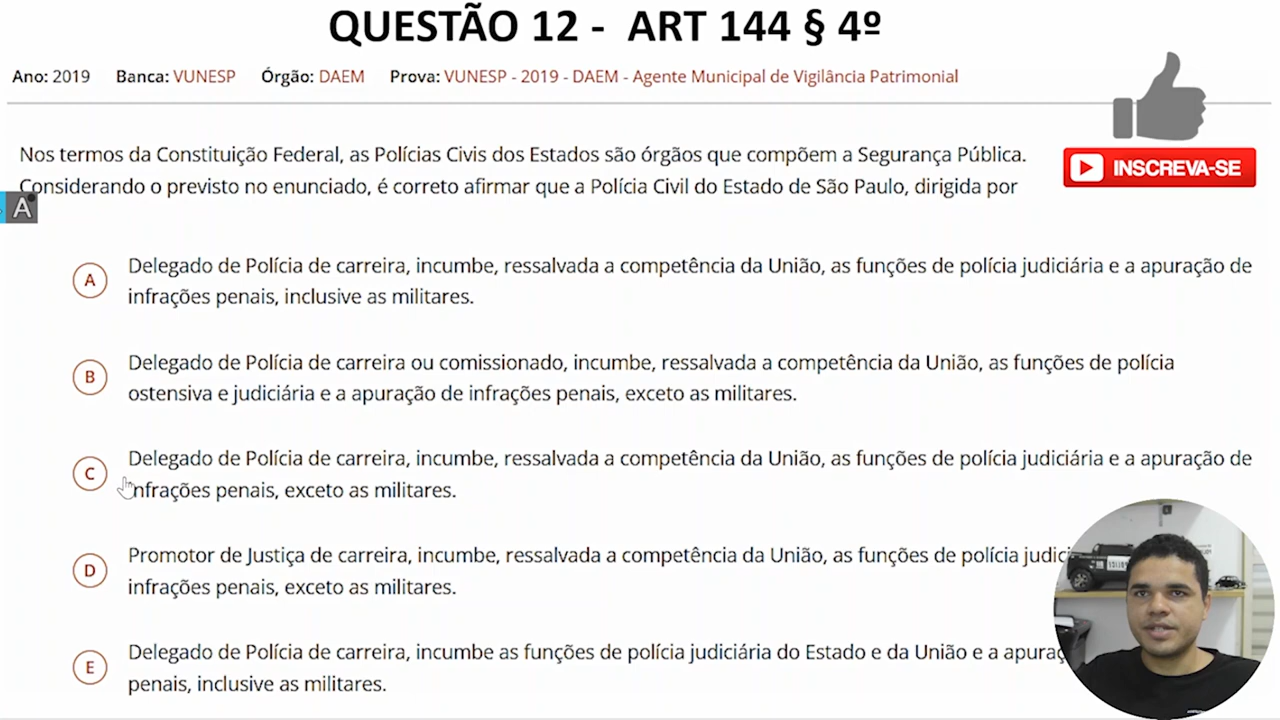 QUESTÃO 12 - ART 144 § 4º
Ano: 2019 Banca: VUNESP Órgão: DAEM Prova: VUNESP - 2019 - DAEM - Agente Municipal de Vigilância Patrimonial
Nos termos da Constituição Federal, as Polícias Civis dos Estados são órgãos que compõem a Segurança Pública.
INSCREVA-SE
Considerando o previsto no enunciado, é correto afirmar que a Polícia Civil do Estado de São Paulo, dirigida por
A
A Delegado de Polícia de carreira, incumbe, ressalvada a competência da União, as funções de polícia judiciária e a apuração de
infrações penais, inclusive as militares.
B Delegado de Polícia de carreira ou comissionado, incumbe, ressalvada a competência da União, as funções de polícia
ostensiva e judiciária e a apuração de infrações penais, exceto as militares.
C Delegado de Polícia de carreira, incumbe, ressalvada a competência da União, as funções de polícia judiciária e a apuração de
infrações penais, exceto as militares.
D Promotor de Justiça de carreira, incumbe, ressalvada a competência da União, as funções de polícia
infrações penais, exceto as militares.
E Delegado de Polícia de carreira, incumbe as funções de polícia judiciária do Estado e da União e a
penais, inclusive as militares.